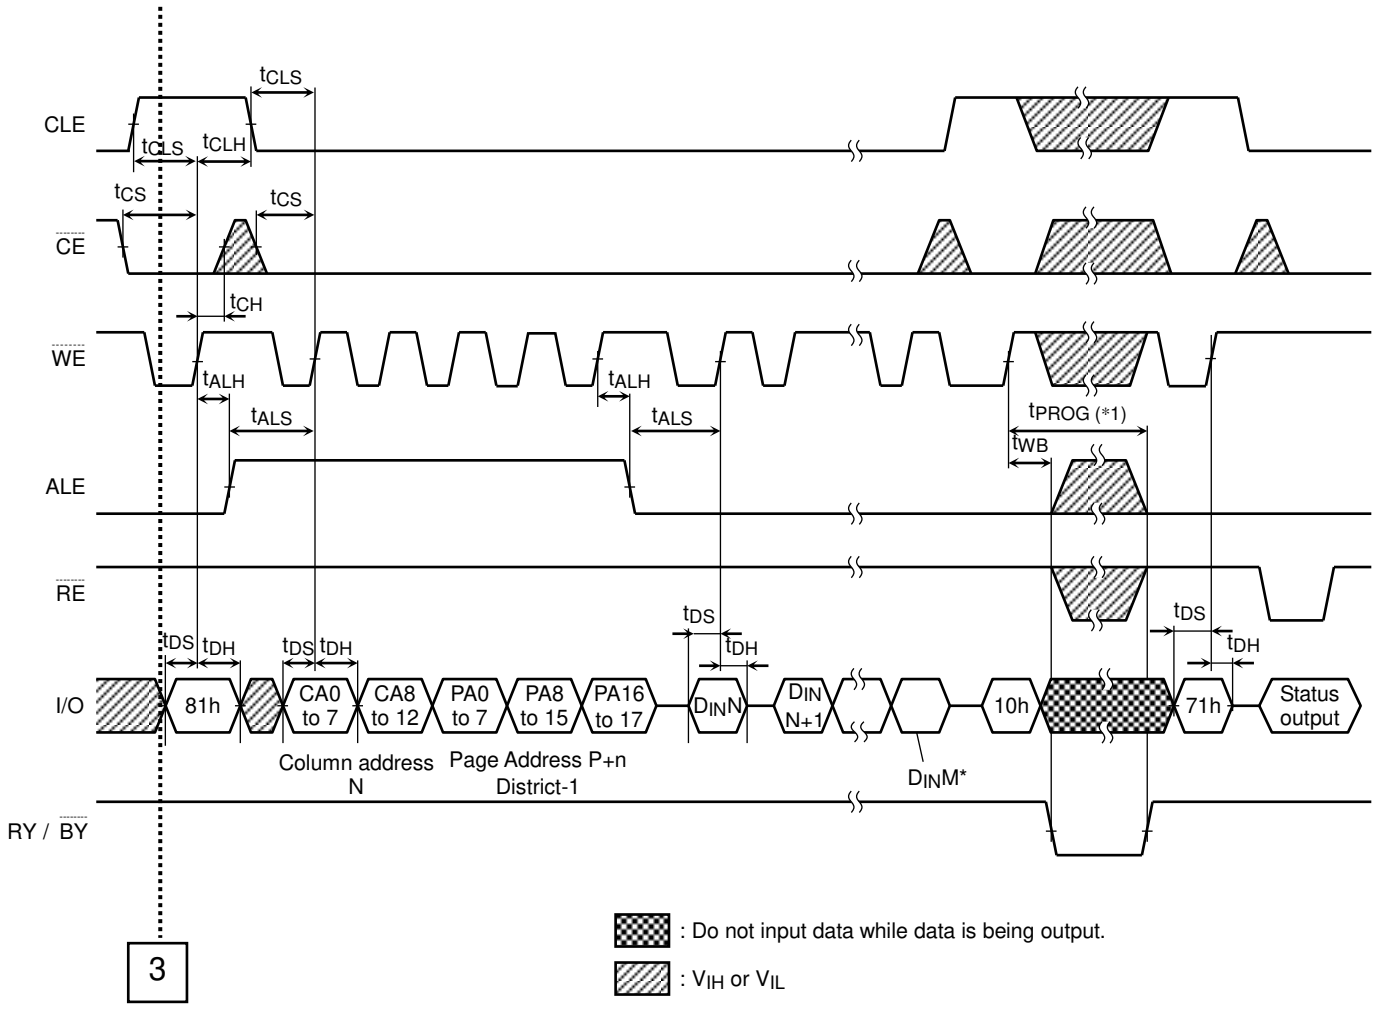 tCLS
CLE
tCLS
tCLH
tCS
tCS
CE
tCH
WE
tALH
tALH
tPROG (*1)
tALS
tALS
tWB
ALE
RE
tDS
tDS
tDS
tDH
tDS
tDH
tDH
tDH
I/O
81h
CA0
to 7
CA8
to 12
PA0
to 7
PA8
to 15
PA16
to 17
DINN
DIN
N+1
10h
71h
Status
output
Column address
N
Page Address P+n
District-1
DINM*
RY / BY
: Do not input data while data is being output.
3
: VIH or VIL